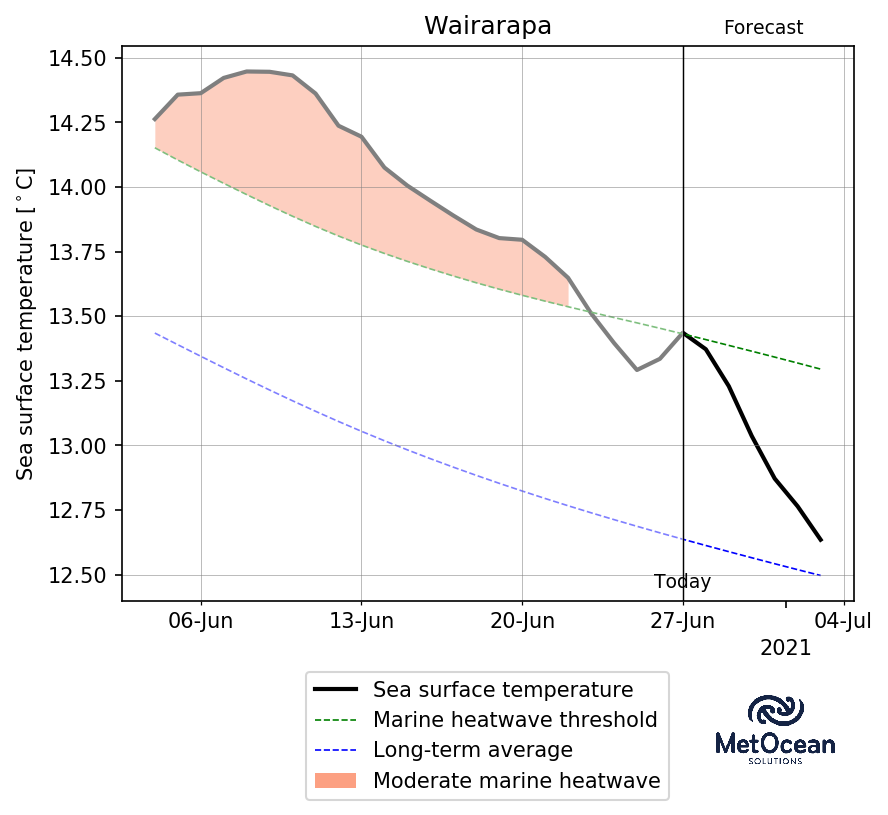 Wairarapa
Forecast
Sea surface temperature [°C]
14.50
14.25
14.00
13.75
13.50
13.25
13.00
12.75
12.50
Today
06-Jun
13-Jun
20-Jun
27-Jun
04-Jul
2021
Sea surface temperature
Marine heatwave threshold
Long-term average
Moderate marine heatwave
MetOcean
SOLUTIONS